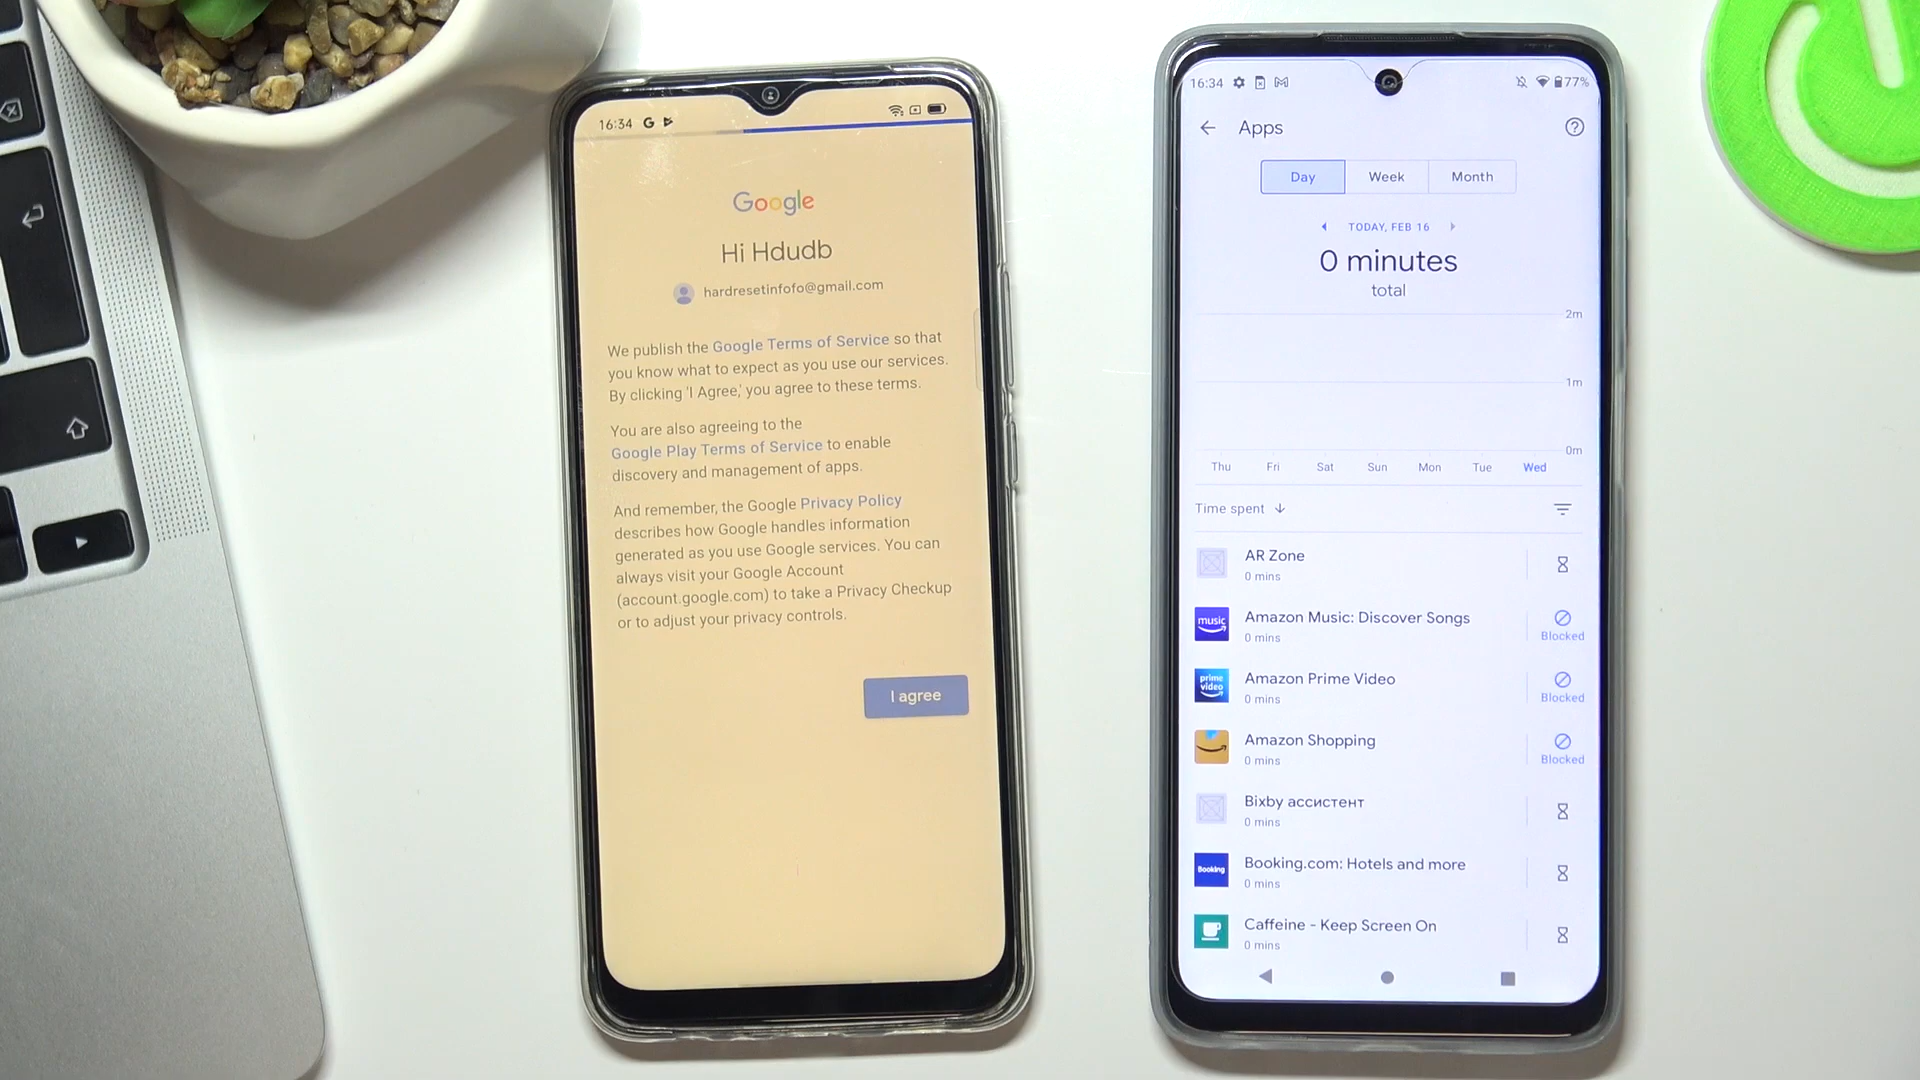 16:34 G
Google
Hi Hdudb
hardresetinfofo@gmail.com
We publish the Google Terms of Service so that
you know what to expect as you use our services.
By clicking 'I Agree,' you agree to these terms.
You are also agreeing to the
Google Play Terms of Service to enable
discovery and management of apps.
And remember, the Google Privacy Policy
describes how Google handles information
generated as you use Google services. You can
always visit your Google Account
(account.google.com) to take a Privacy Checkup
or to adjust your privacy controls.
I agree
16:34
77%
Apps
Day Week Month
TODAY, FEB 16
0 minutes
total
2m
1m
0m
Thu Fri Sat Sun Mon Tue Wed
Time spent
AR Zone
0 mins
music
Amazon Music: Discover Songs
0 mins
Blocked
prime video
Amazon Prime Video
0 mins
Blocked
Amazon Shopping
0 mins
Blocked
Bixby ассистент
0 mins
Booking
Booking.com: Hotels and more
0 mins
Caffeine - Keep Screen On
0 mins